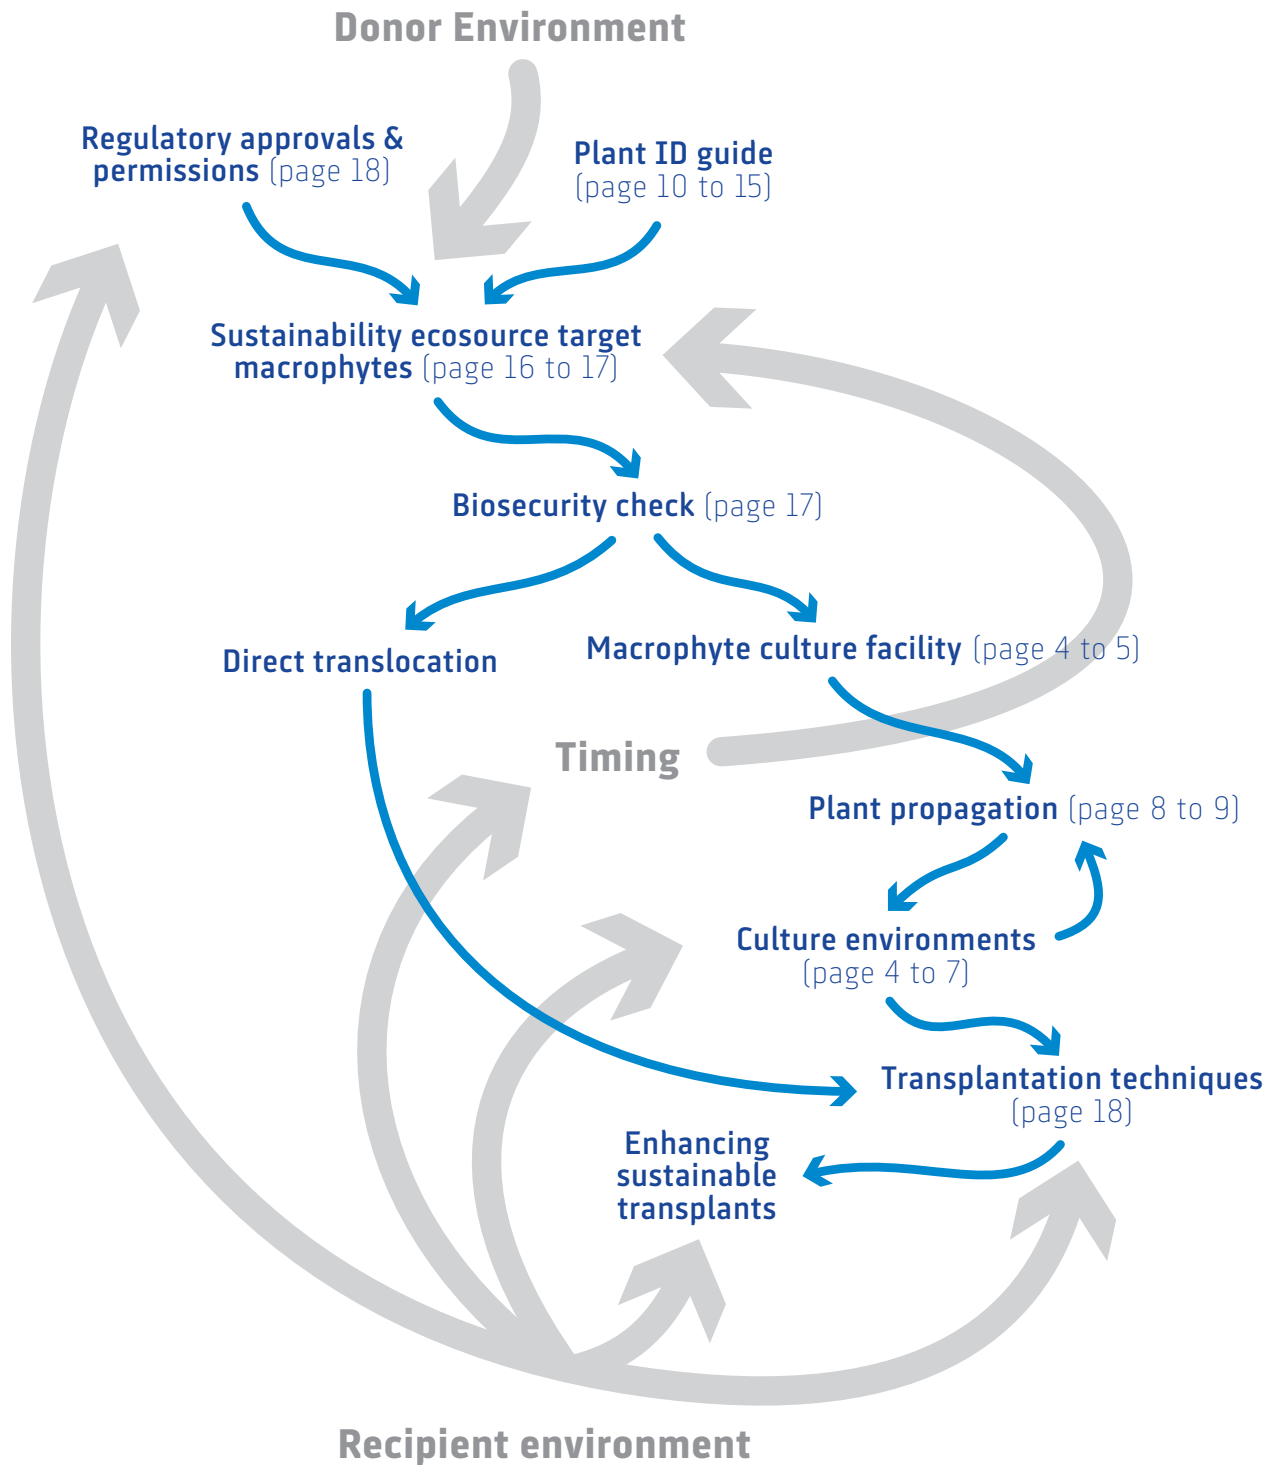 Donor Environment
Regulatory approvals &
permissions (page 18)
Plant ID guide
(page 10 to 15)
Sustainability ecosource target
macrophytes (page 16 to 17)
Biosecurity check (page 17)
Direct translocation
Macrophyte culture facility (page 4 to 5)
Timing
Plant propagation (page 8 to 9)
Culture environments
(page 4 to 7)
Transplantation techniques
(page 18)
Enhancing
sustainable
transplants
Recipient environment